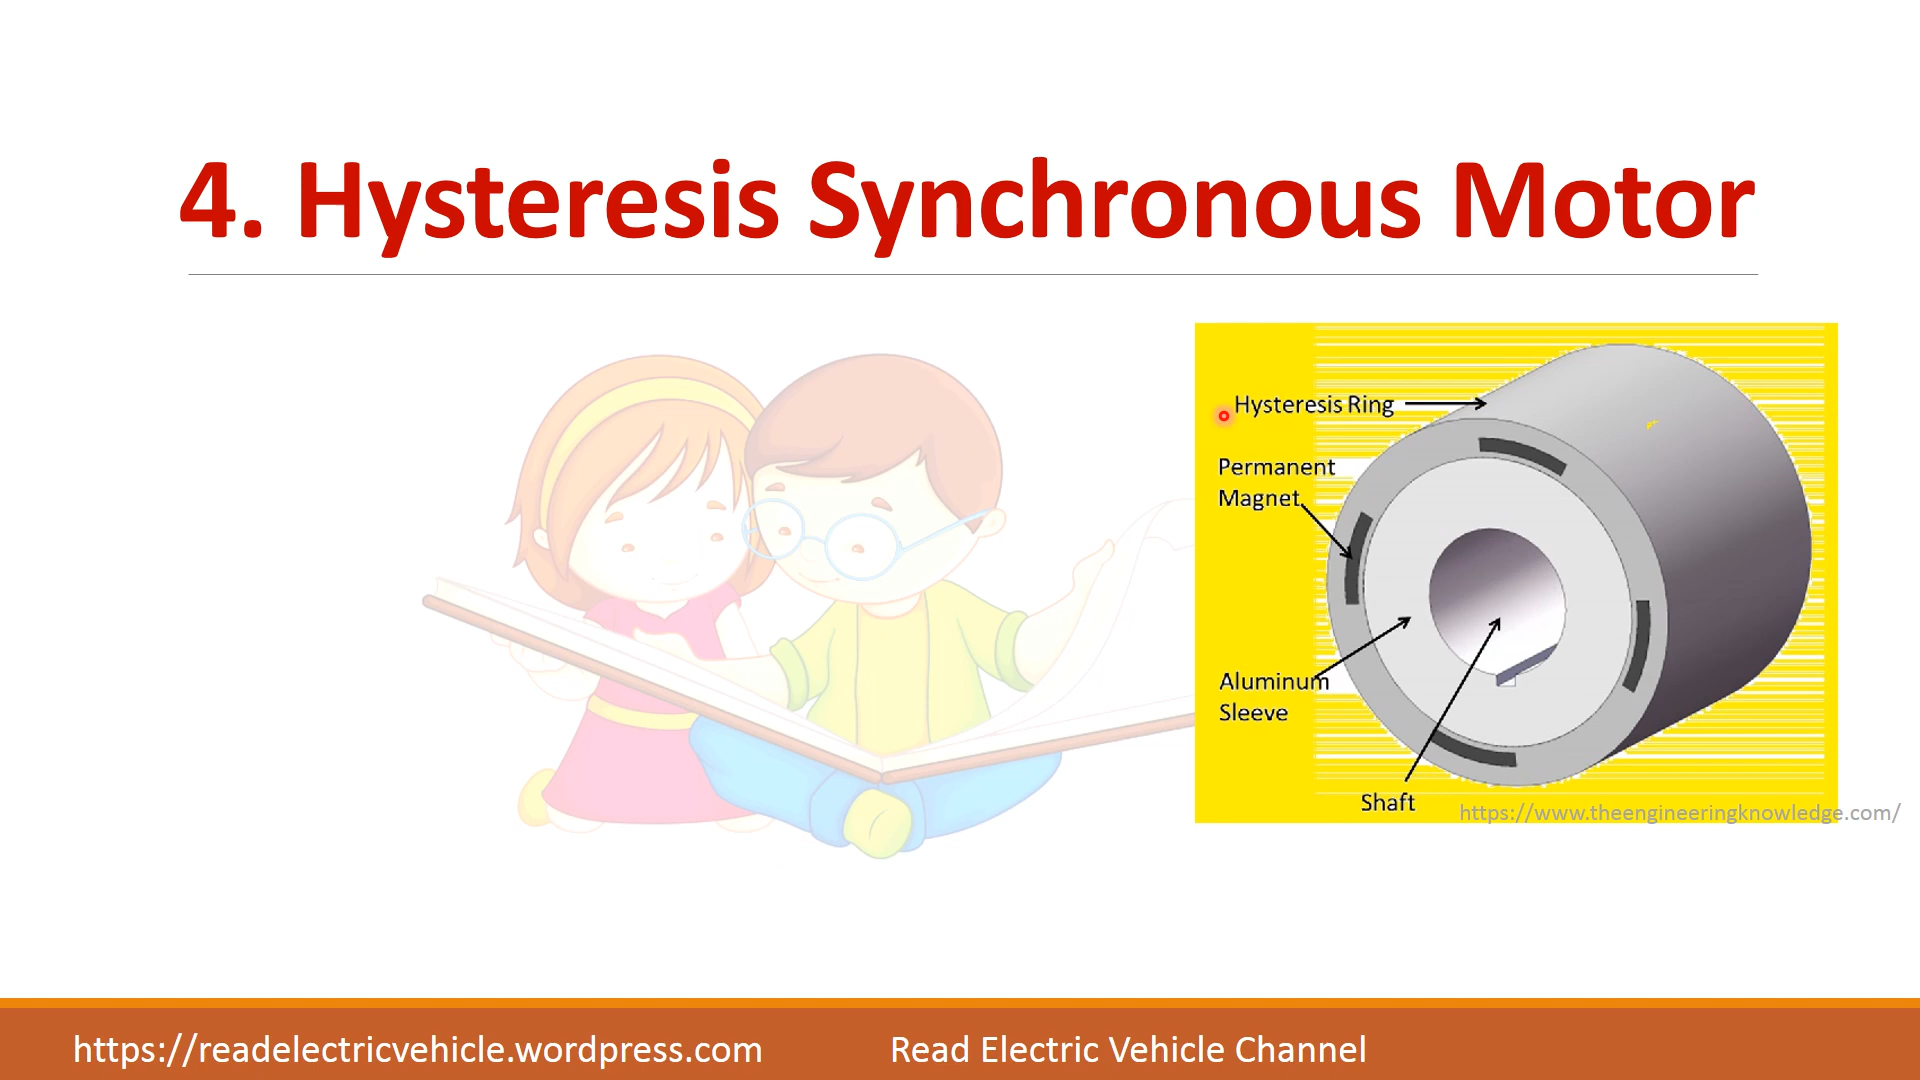 4. Hysteresis Synchronous Motor
Hysteresis Ring
Permanent
Magnet
Aluminum
Sleeve
Shaft
https://www.theengineeringknowledge.com/
https://readelectricvehicle.wordpress.com
Read Electric Vehicle Channel